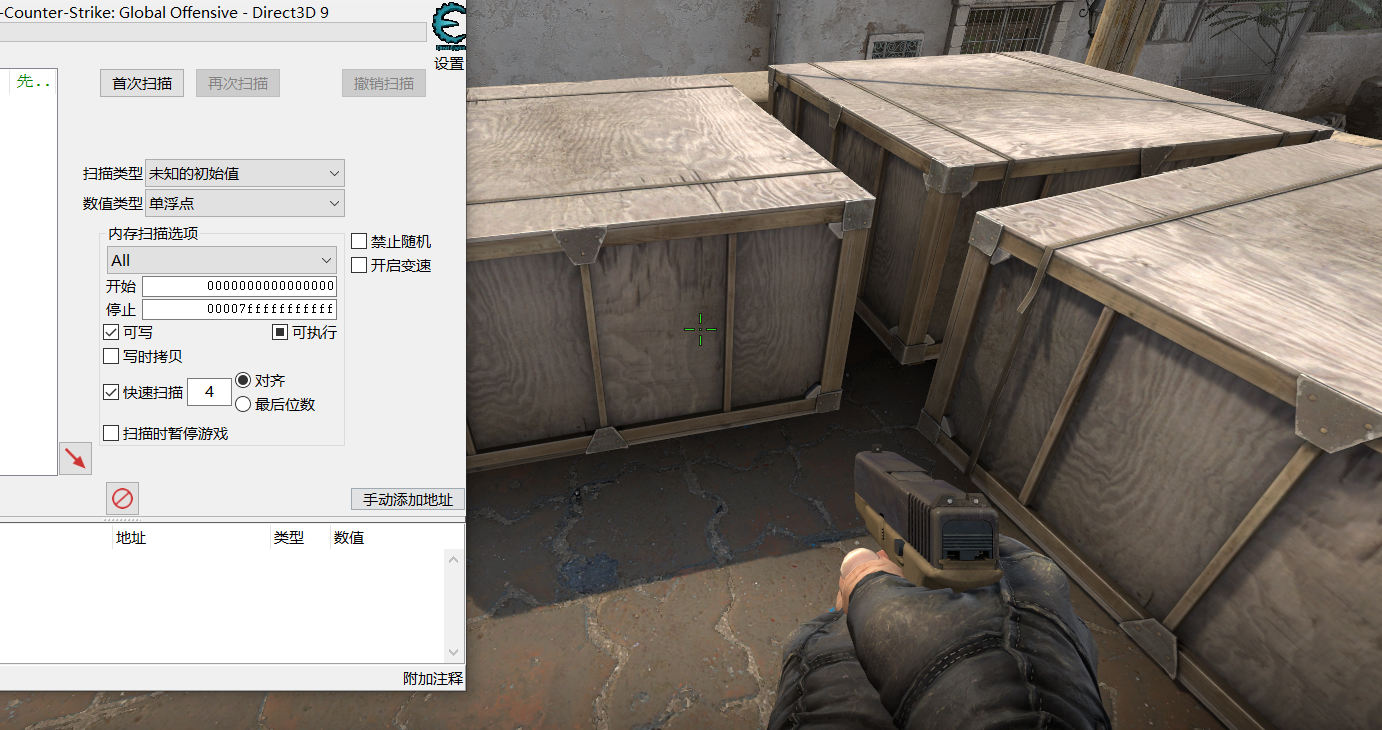 -Counter-Strike: Global Offensive - Direct3D 9
设置
先..
首次扫描
再次扫描
撤销扫描
扫描类型
未知的初始值
数值类型
单浮点
内存扫描选项
All
禁止随机
开启变速
开始
0000000000000000
停止
00007fffffffffff
可写
可执行
写时拷贝
快速扫描
4
对齐
最后位数
扫描时暂停游戏
手动添加地址
地址
类型
数值
附加注释